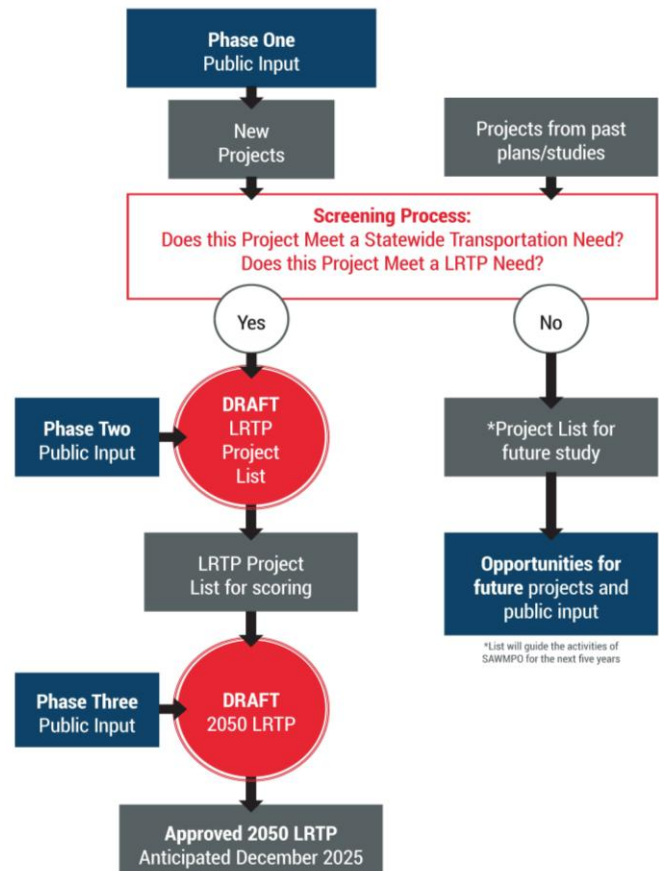 Phase One
Public Input
New
Projects
Projects from past
plans/studies
Screening Process:
Does this Project Meet a Statewide Transportation Need?
Does this Project Meet a LRTP Need?
Yes
No
Phase Two
Public Input
DRAFT
LRTP
Project
List
*Project List for
future study
LRTP Project
List for scoring
Opportunities for
future projects and
public input
*List will guide the activities of
SAWMPO for the next five years
Phase Three
Public Input
DRAFT
2050 LRTP
Approved 2050 LRTP
Anticipated December 2025